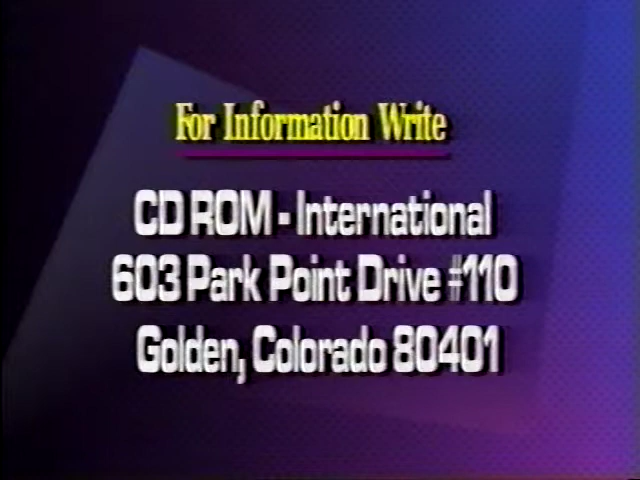 For Information Write
CD ROM - International
603 Park Point Drive #110
Golden, Colorado 80401